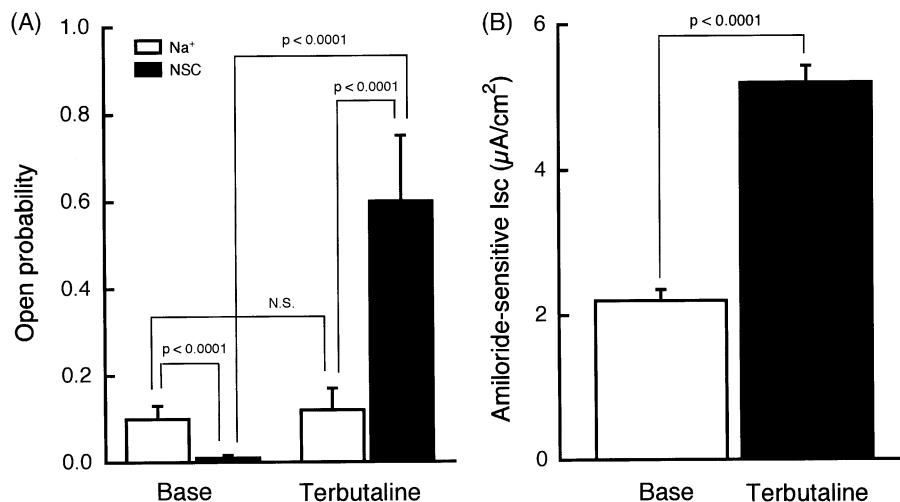 (A)
Na⁺
NSC
p < 0.0001
p < 0.0001
N.S.
p < 0.0001
Open probability
1.0
0.8
0.6
0.4
0.2
0.0
Base
Terbutaline
(B)
p < 0.0001
Amiloride-sensitive Isc (µA/cm²)
6
4
2
0
Base
Terbutaline